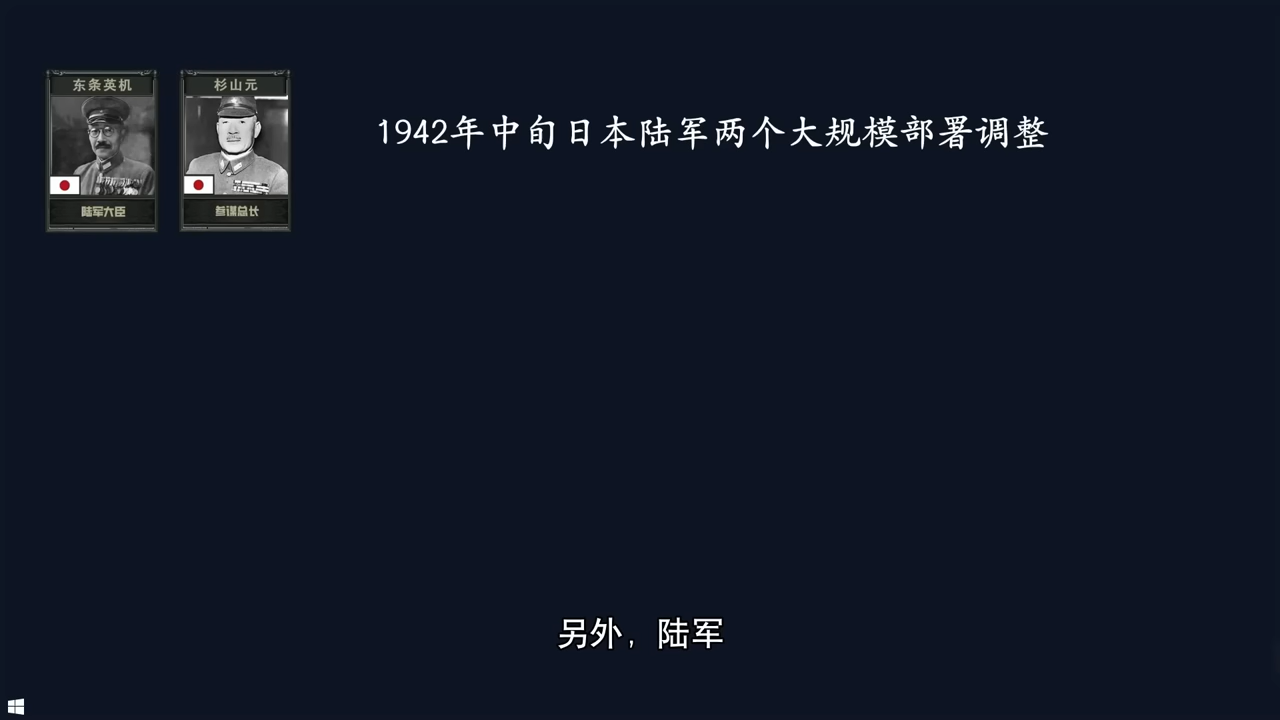 东条英机
杉山元
陆军大臣
参谋总长
1942年中旬日本陆军两个大规模部署调整
另外，陆军